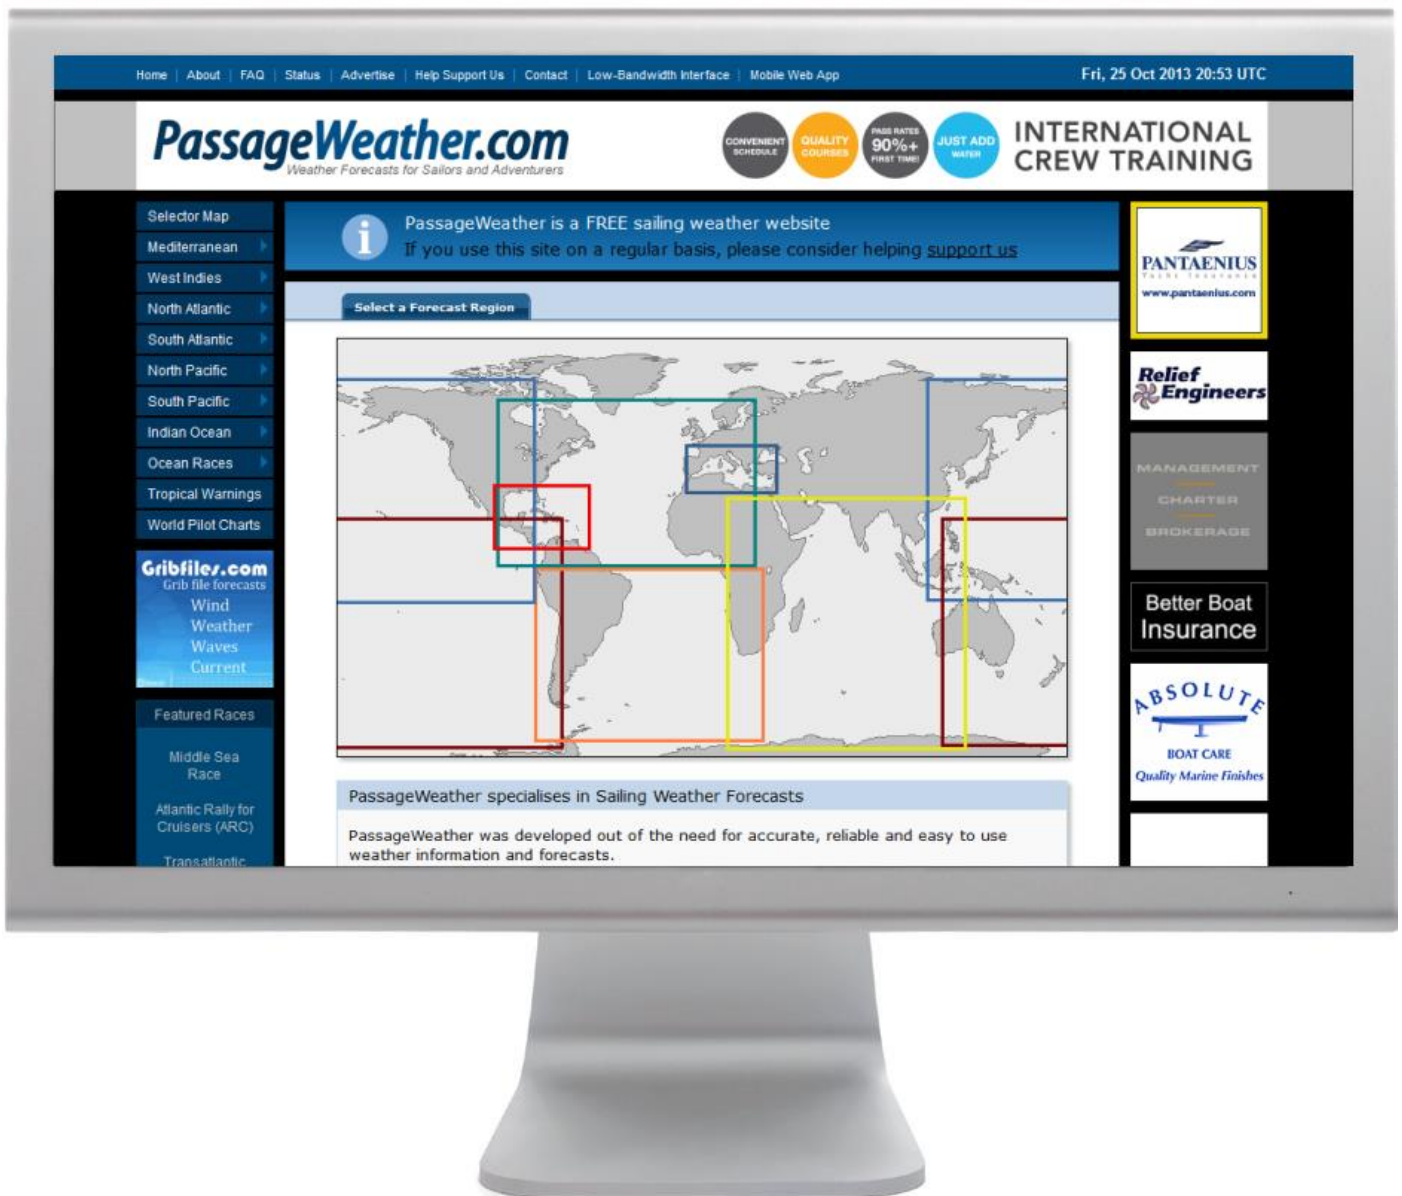 Home | About | FAQ | Status | Advertise | Help Support Us | Contact | Low-Bandwidth Interface | Mobile Web App
Fri, 25 Oct 2013 20:53 UTC
PassageWeather.com
Weather Forecasts for Sailors and Adventurers
CONVENIENT
SCHEDULE
QUALITY
COURSES
PASS RATES
90%+
FIRST TIME!
JUST ADD
WATER
INTERNATIONAL
CREW TRAINING
Selector Map
Mediterranean
West Indies
North Atlantic
South Atlantic
North Pacific
South Pacific
Indian Ocean
Ocean Races
Tropical Warnings
World Pilot Charts
Gribfiles.com
Grib file forecasts
Wind
Weather
Waves
Current
Featured Races
Middle Sea
Race
Atlantic Rally for
Cruisers (ARC)
Transatlantic
PassageWeather is a FREE sailing weather website
If you use this site on a regular basis, please consider helping support us
Select a Forecast Region
PassageWeather specialises in Sailing Weather Forecasts
PassageWeather was developed out of the need for accurate, reliable and easy to use
weather information and forecasts.
PANTAENIUS
Yacht Insurance
www.pantaenius.com
Relief
Engineers
MANAGEMENT
CHARTER
BROKERAGE
Better Boat
Insurance
ABSOLUTE
BOAT CARE
Quality Marine Finishes